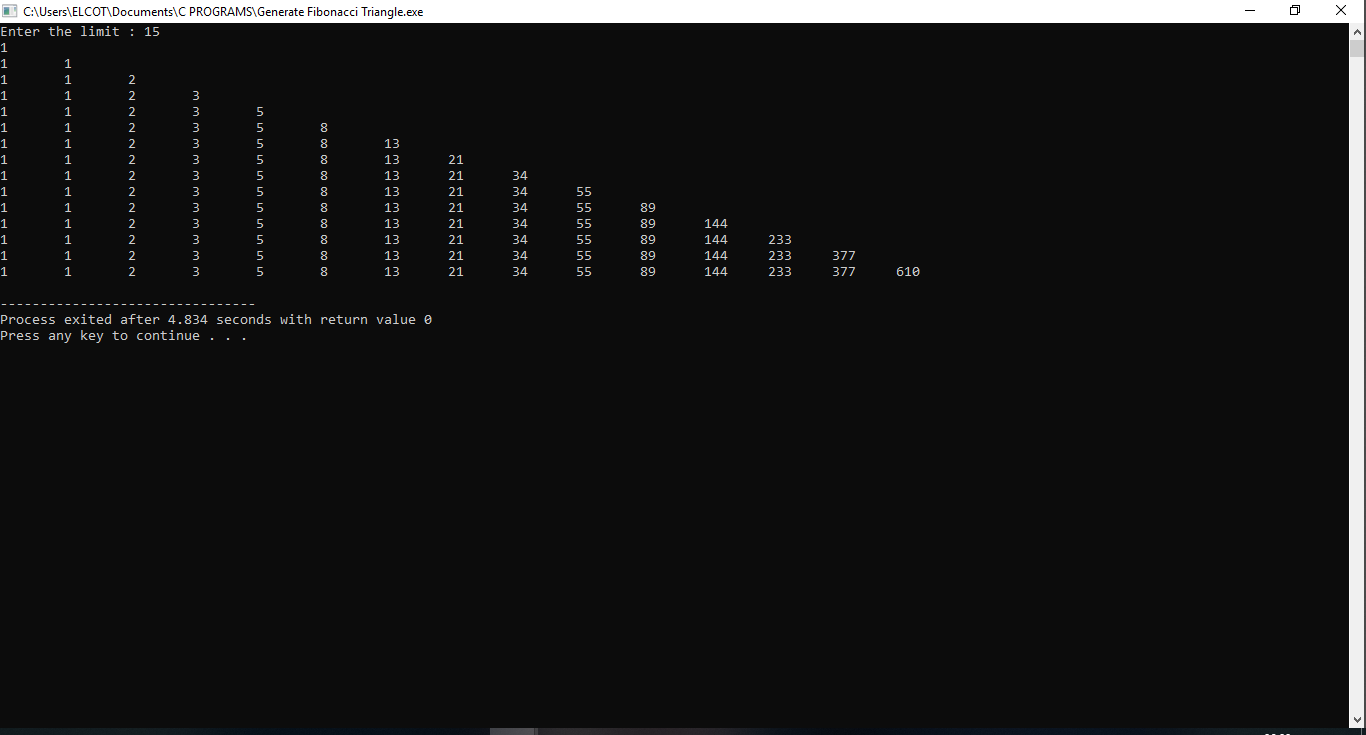 C:\Users\ELCOT\Documents\C PROGRAMS\Generate Fibonacci Triangle.exe
Enter the limit : 15
1
1 1
1 1 2
1 1 2 3
1 1 2 3 5
1 1 2 3 5 8
1 1 2 3 5 8 13
1 1 2 3 5 8 13 21
1 1 2 3 5 8 13 21 34
1 1 2 3 5 8 13 21 34 55
1 1 2 3 5 8 13 21 34 55 89
1 1 2 3 5 8 13 21 34 55 89 144
1 1 2 3 5 8 13 21 34 55 89 144 233
1 1 2 3 5 8 13 21 34 55 89 144 233 377
1 1 2 3 5 8 13 21 34 55 89 144 233 377 610
--------------------------------
Process exited after 4.834 seconds with return value 0
Press any key to continue . . .